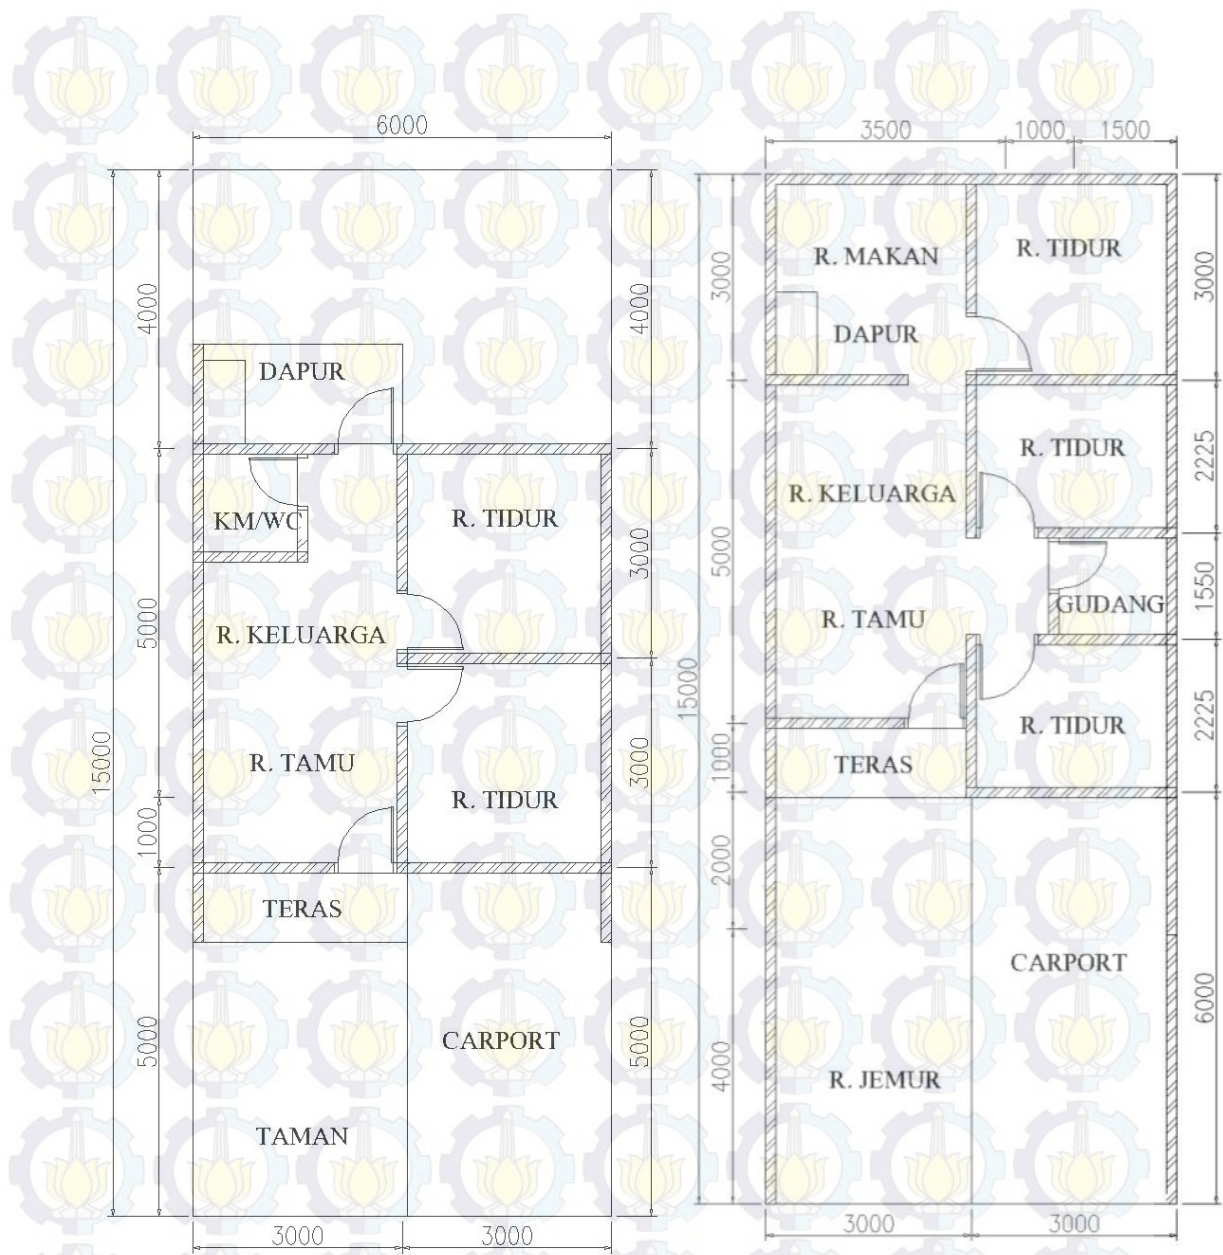 6000
4000
4000
DAPUR
KM/WC
R. TIDUR
3000
5000
R. KELUARGA
15000
R. TAMU
R. TIDUR
3000
1000
TERAS
5000
CARPORT
5000
TAMAN
3000
3000
3500
1000
1500
R. MAKAN
R. TIDUR
3000
3000
DAPUR
R. KELUARGA
R. TIDUR
2225
5000
GUDANG
1550
R. TAMU
15000
R. TIDUR
2225
1000
TERAS
2000
CARPORT
6000
4000
R. JEMUR
3000
3000